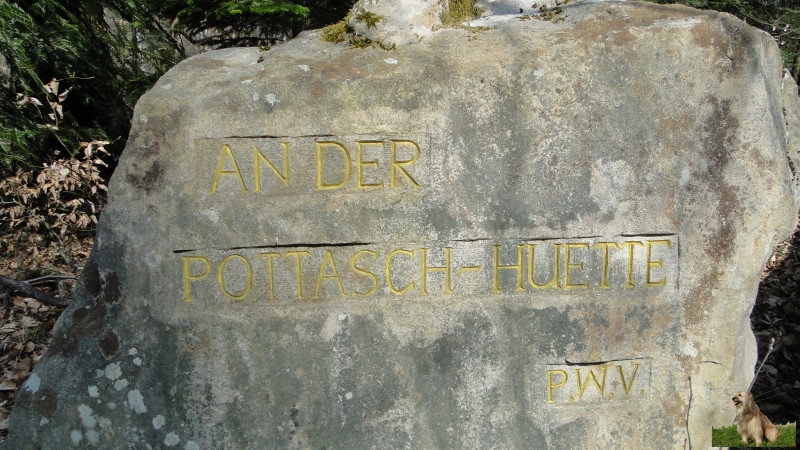 AN DER
POTTASCH-HUETTE
P.W.V.